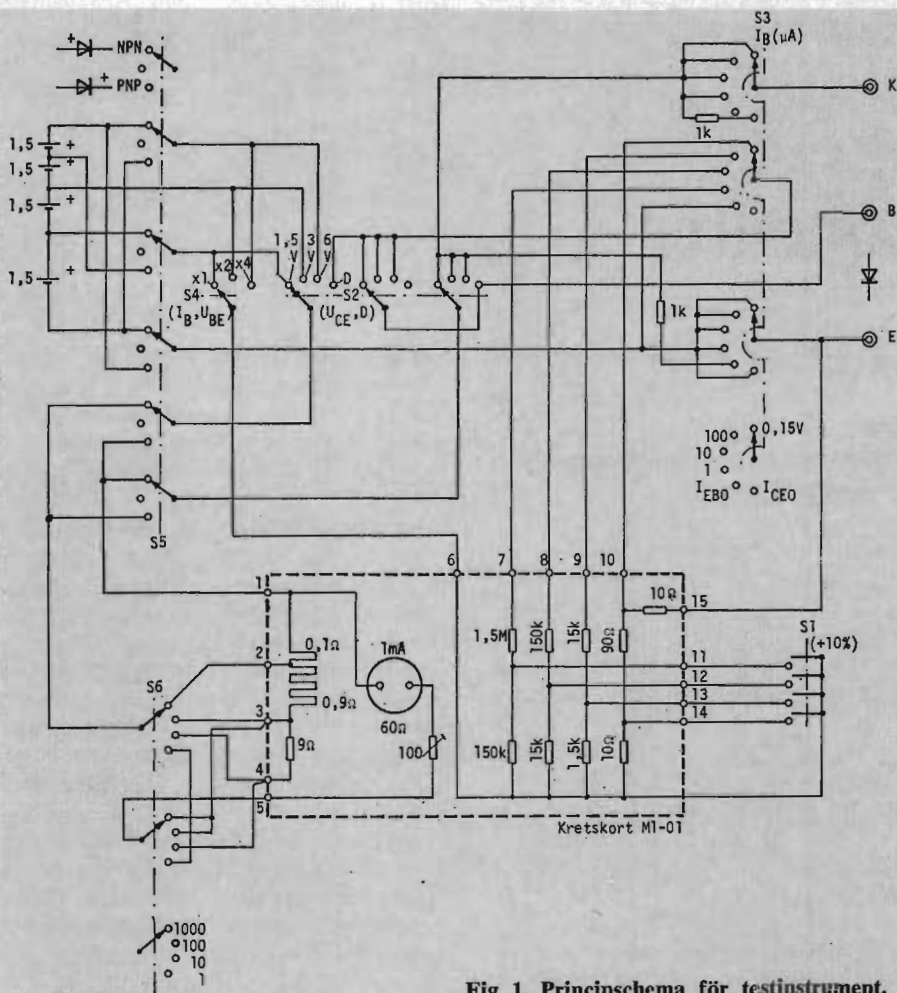 S3
I_B(µA)
+ NPN
+ PNP
K
1k
1,5 +
1,5 +
1,5 +
B
1,5 +
x1 x2 x4
1,5 V 3 V 6 V
D
S4
S2
(I_B,U_BE)
(U_CE,D)
1k
E
0,15V
100
10
1
I_EBO
I_CEO
S5
6 7 8 9 10
1
10Ω
15
S1
(+10%)
0,1Ω
1mA
1,5M
150k
15k
90Ω
11
2
12
S6
0,9Ω
13
3
60Ω
14
9Ω
100
150k
15k
1,5k
10Ω
4
5
Kretskort M1-01
1000
100
10
1
Fig 1. Principschema för testinstrument.